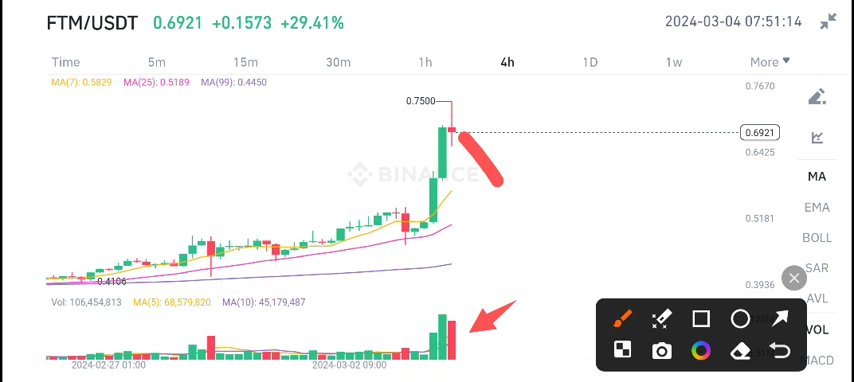 FTM/USDT 0.6921 +0.1573 +29.41% 2024-03-04 07:51:14
Time 5m 15m 30m 1h 4h 1D 1w More
MA(7): 0.5829 MA(25): 0.5189 MA(99): 0.4450
0.7670
0.7500
0.6921
0.6425
BINANCE
MA
EMA
0.5181
BOLL
SAR
0.4106
0.3936
AVL
Vol: 106,454,813 MA(5): 68,579,820 MA(10): 45,179,487
VOL
MACD
2024-02-27 01:00 2024-03-02 09:00